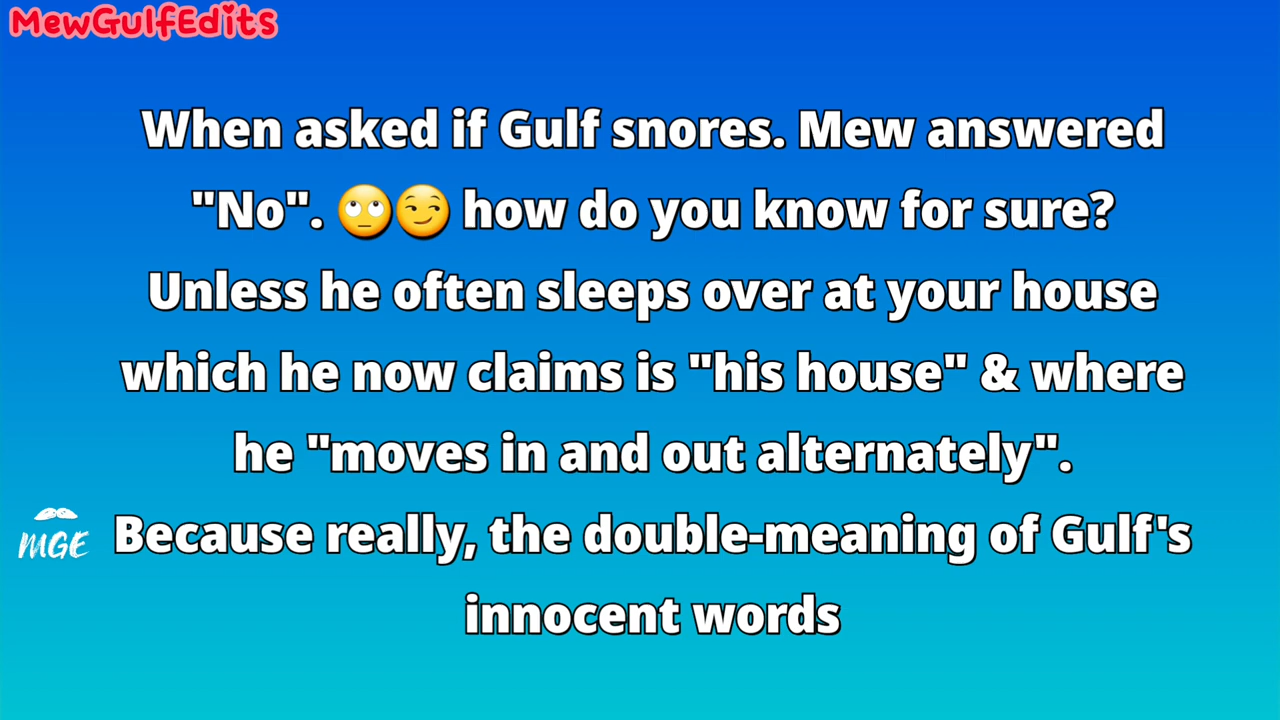 MewGulfEdits
When asked if Gulf snores. Mew answered
"No". 🙄😏 how do you know for sure?
Unless he often sleeps over at your house
which he now claims is "his house" & where
he "moves in and out alternately".
MGE
Because really, the double-meaning of Gulf's
innocent words